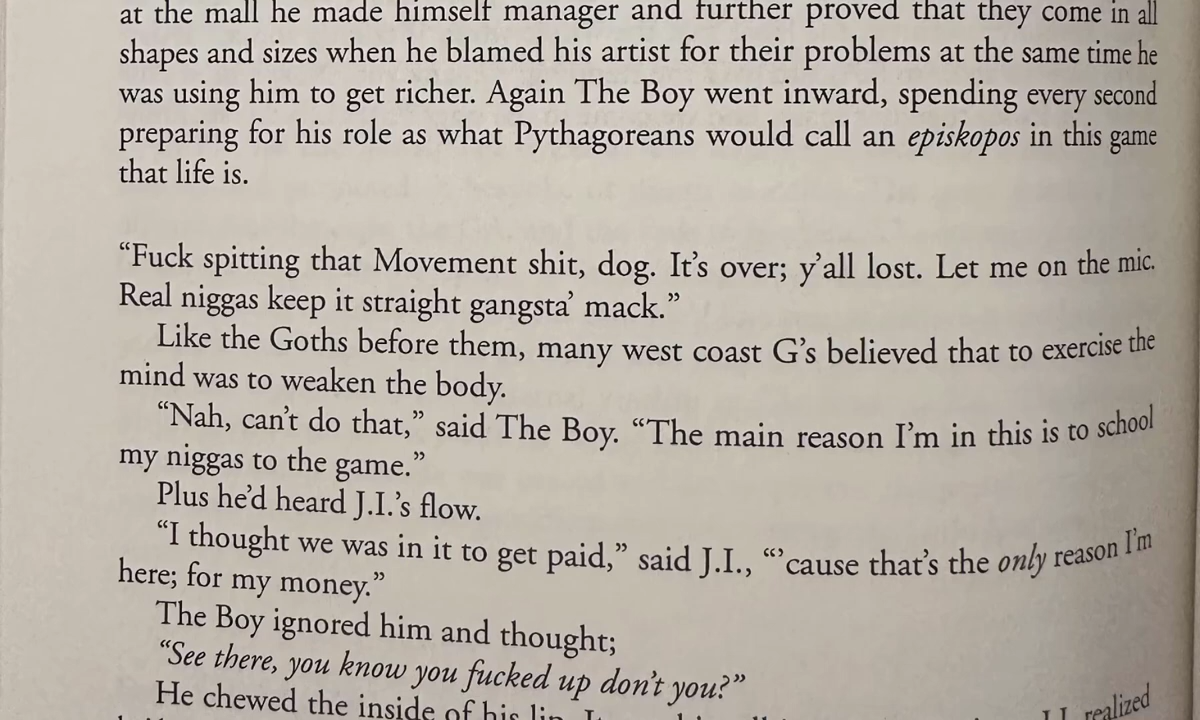 at the mall he made himself manager and further proved that they come in all
shapes and sizes when he blamed his artist for their problems at the same time he
was using him to get richer. Again The Boy went inward, spending every second
preparing for his role as what Pythagoreans would call an episkopos in this game
that life is.
“Fuck spitting that Movement shit, dog. It’s over; y’all lost. Let me on the mic.
Real niggas keep it straight gangsta’ mack.”
Like the Goths before them, many west coast G’s believed that to exercise the
mind was to weaken the body.
“Nah, can’t do that,” said The Boy. “The main reason I’m in this is to school
my niggas to the game.”
Plus he’d heard J.I.’s flow.
“I thought we was in it to get paid,” said J.I., “’cause that’s the only reason I’m
here; for my money.”
The Boy ignored him and thought;
“See there, you know you fucked up don’t you?”
He chewed the inside of his lip. J.I. realized